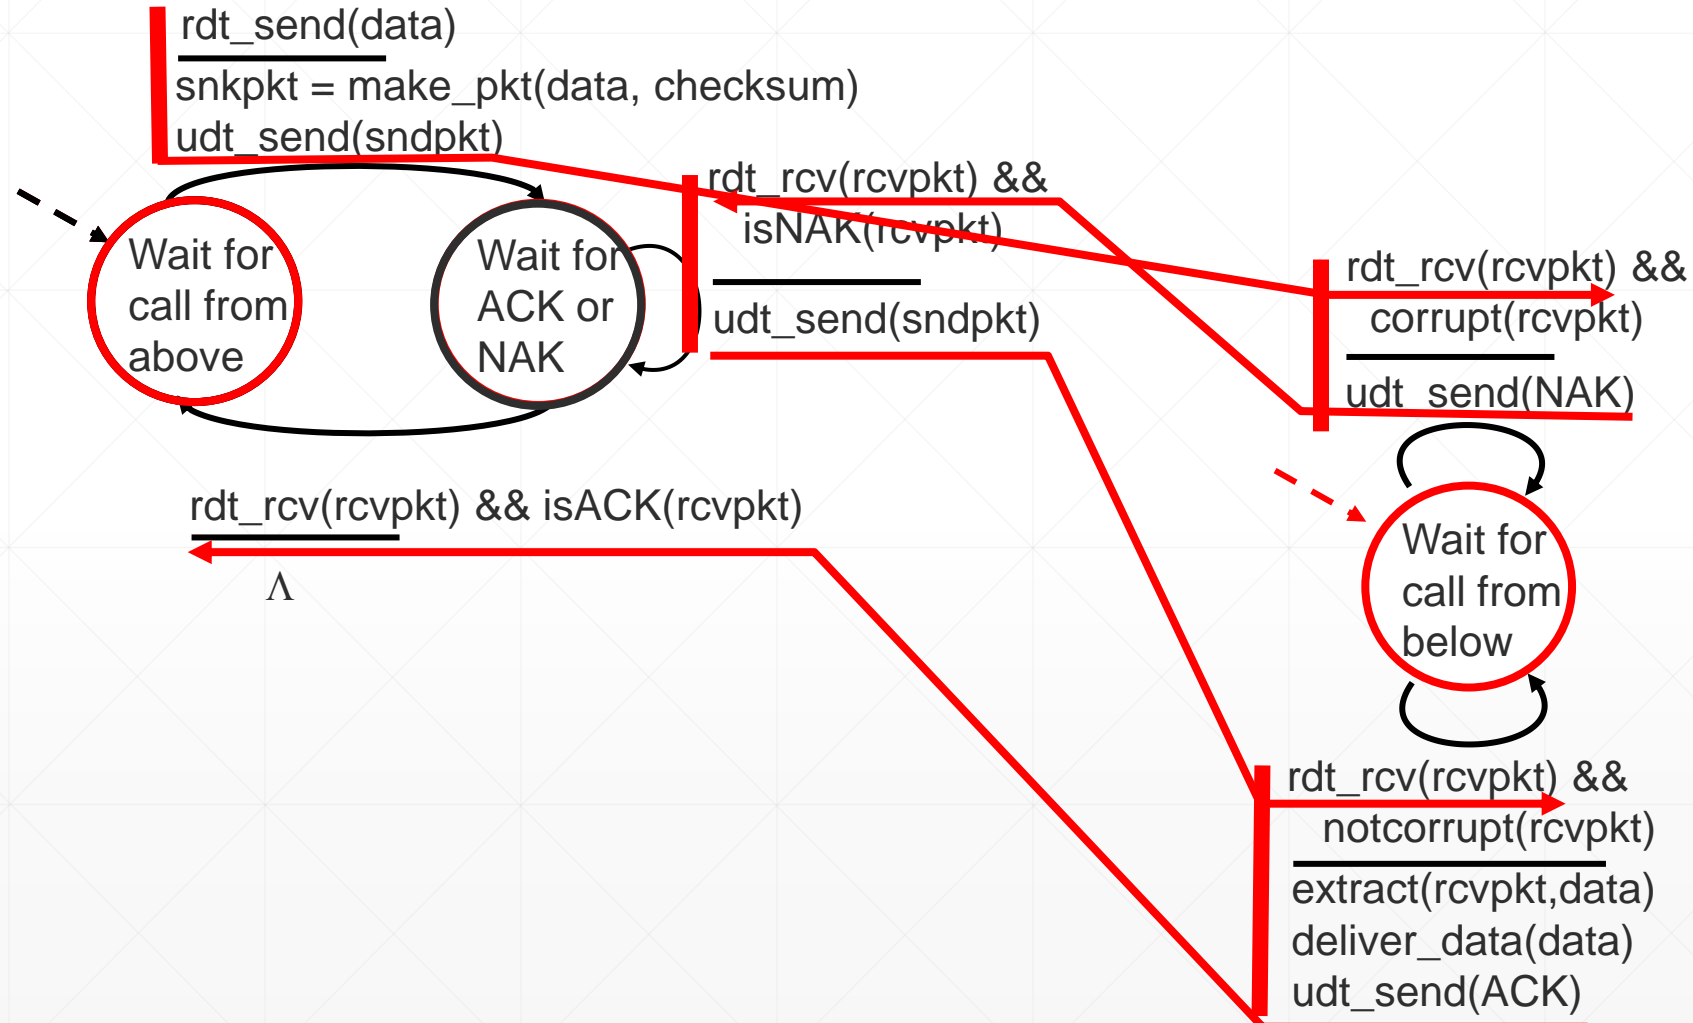 rdt_send(data)
snkpkt = make_pkt(data, checksum)
udt_send(sndpkt)
rdt_rcv(rcvpkt) &&
isNAK(rcvpkt)
udt_send(sndpkt)
Wait for
call from
above
Wait for
ACK or
NAK
rdt_rcv(rcvpkt) && isACK(rcvpkt)
Λ
rdt_rcv(rcvpkt) &&
corrupt(rcvpkt)
udt_send(NAK)
Wait for
call from
below
rdt_rcv(rcvpkt) &&
notcorrupt(rcvpkt)
extract(rcvpkt,data)
deliver_data(data)
udt_send(ACK)